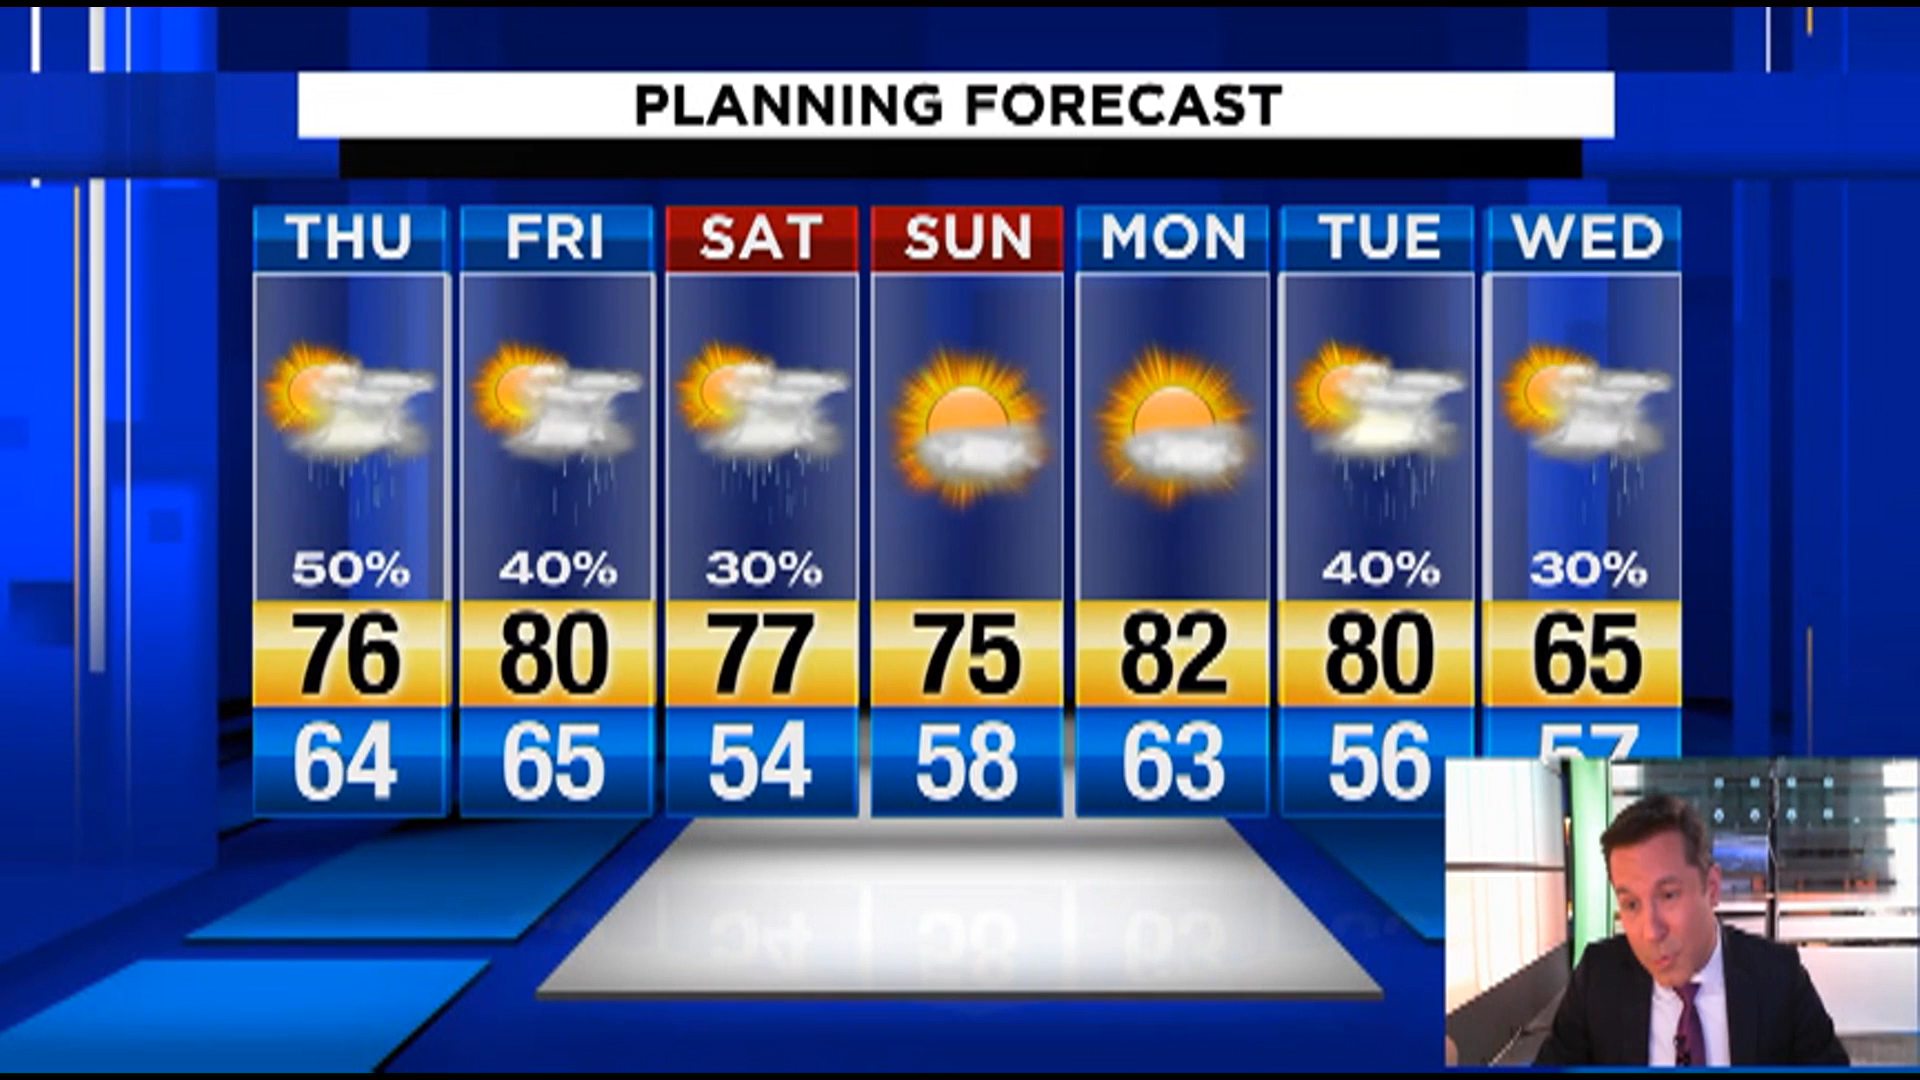 PLANNING FORECAST
THU FRI SAT SUN MON TUE WED
50% 40% 30% 40% 30%
76 80 77 75 82 80 65
64 65 54 58 63 56 57